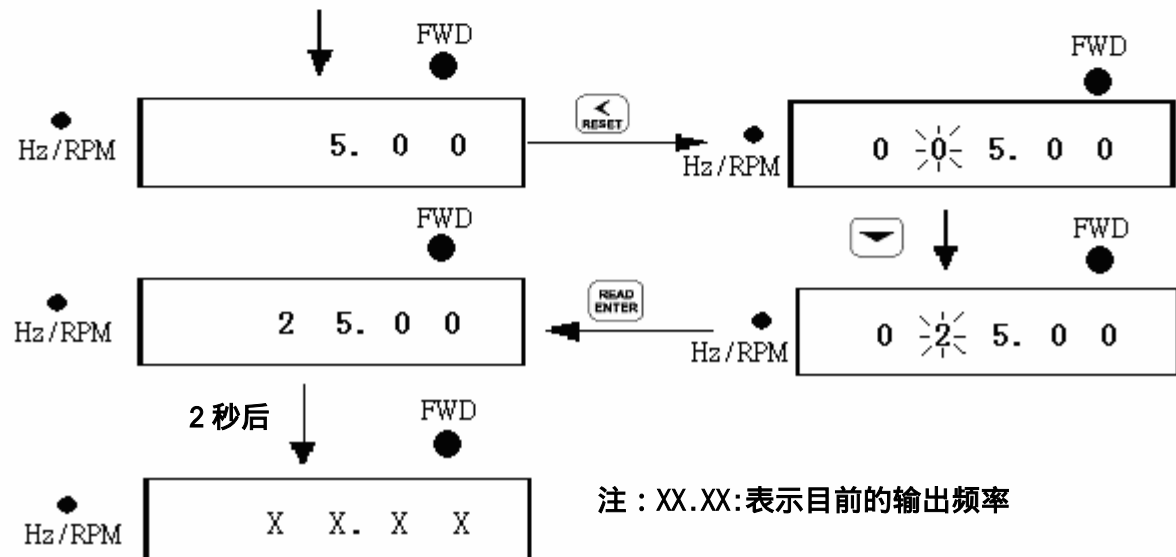 FWD
Hz/RPM
5. 0 0
<
RESET
FWD
Hz/RPM
0 0 5. 0 0
FWD
Hz/RPM
0 2 5. 0 0
READ
ENTER
FWD
Hz/RPM
2 5. 0 0
2 秒后
FWD
Hz/RPM
X X. X X
注：XX.XX:表示目前的输出频率